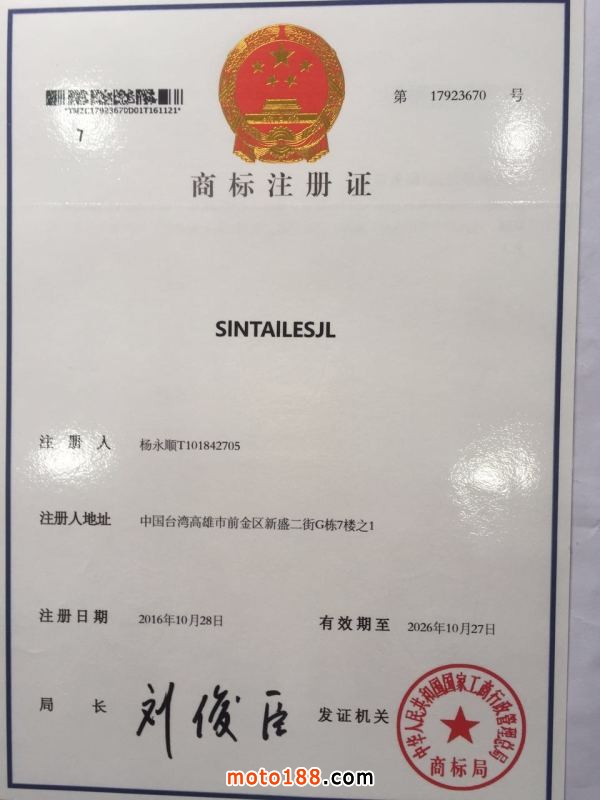 第 17923670 号
*TMZC17923670DD01T161121*
7
商标注册证
SINTAILESJL
注册人 杨永顺T101842705
注册人地址 中国台湾高雄市前金区新盛二街G栋7楼之1
注册日期 2016年10月28日 有效期至 2026年10月27日
局长 刘俊臣 发证机关
中华人民共和国国家工商行政管理总局
商标局
moto188.com